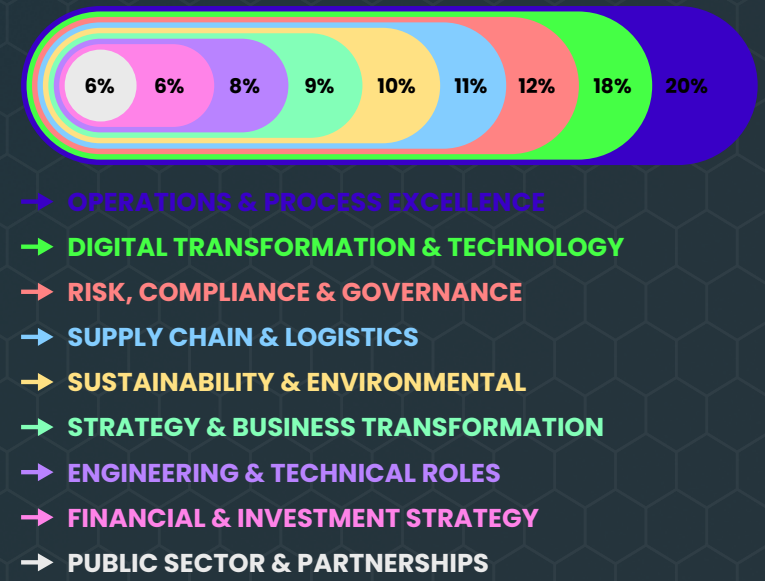 6% 6% 8% 9% 10% 11% 12% 18% 20%
OPERATIONS & PROCESS EXCELLENCE
DIGITAL TRANSFORMATION & TECHNOLOGY
RISK, COMPLIANCE & GOVERNANCE
SUPPLY CHAIN & LOGISTICS
SUSTAINABILITY & ENVIRONMENTAL
STRATEGY & BUSINESS TRANSFORMATION
ENGINEERING & TECHNICAL ROLES
FINANCIAL & INVESTMENT STRATEGY
PUBLIC SECTOR & PARTNERSHIPS